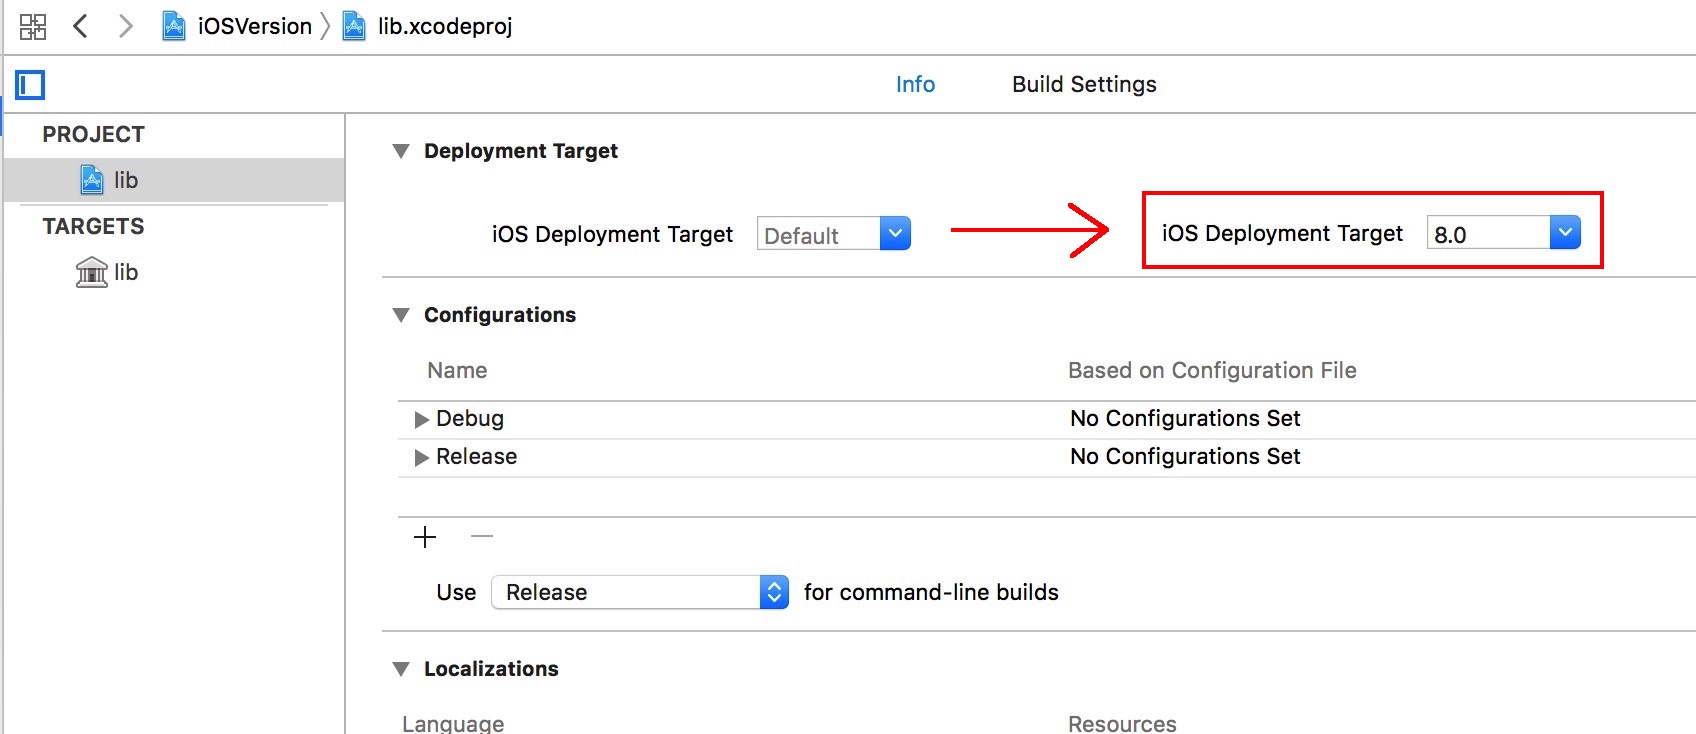 iOSVersion lib.xcodeproj
Info Build Settings
PROJECT
lib
TARGETS
lib
Deployment Target
iOS Deployment Target Default iOS Deployment Target 8.0
Configurations
Name Based on Configuration File
Debug No Configurations Set
Release No Configurations Set
Use Release for command-line builds
Localizations
Language Resources